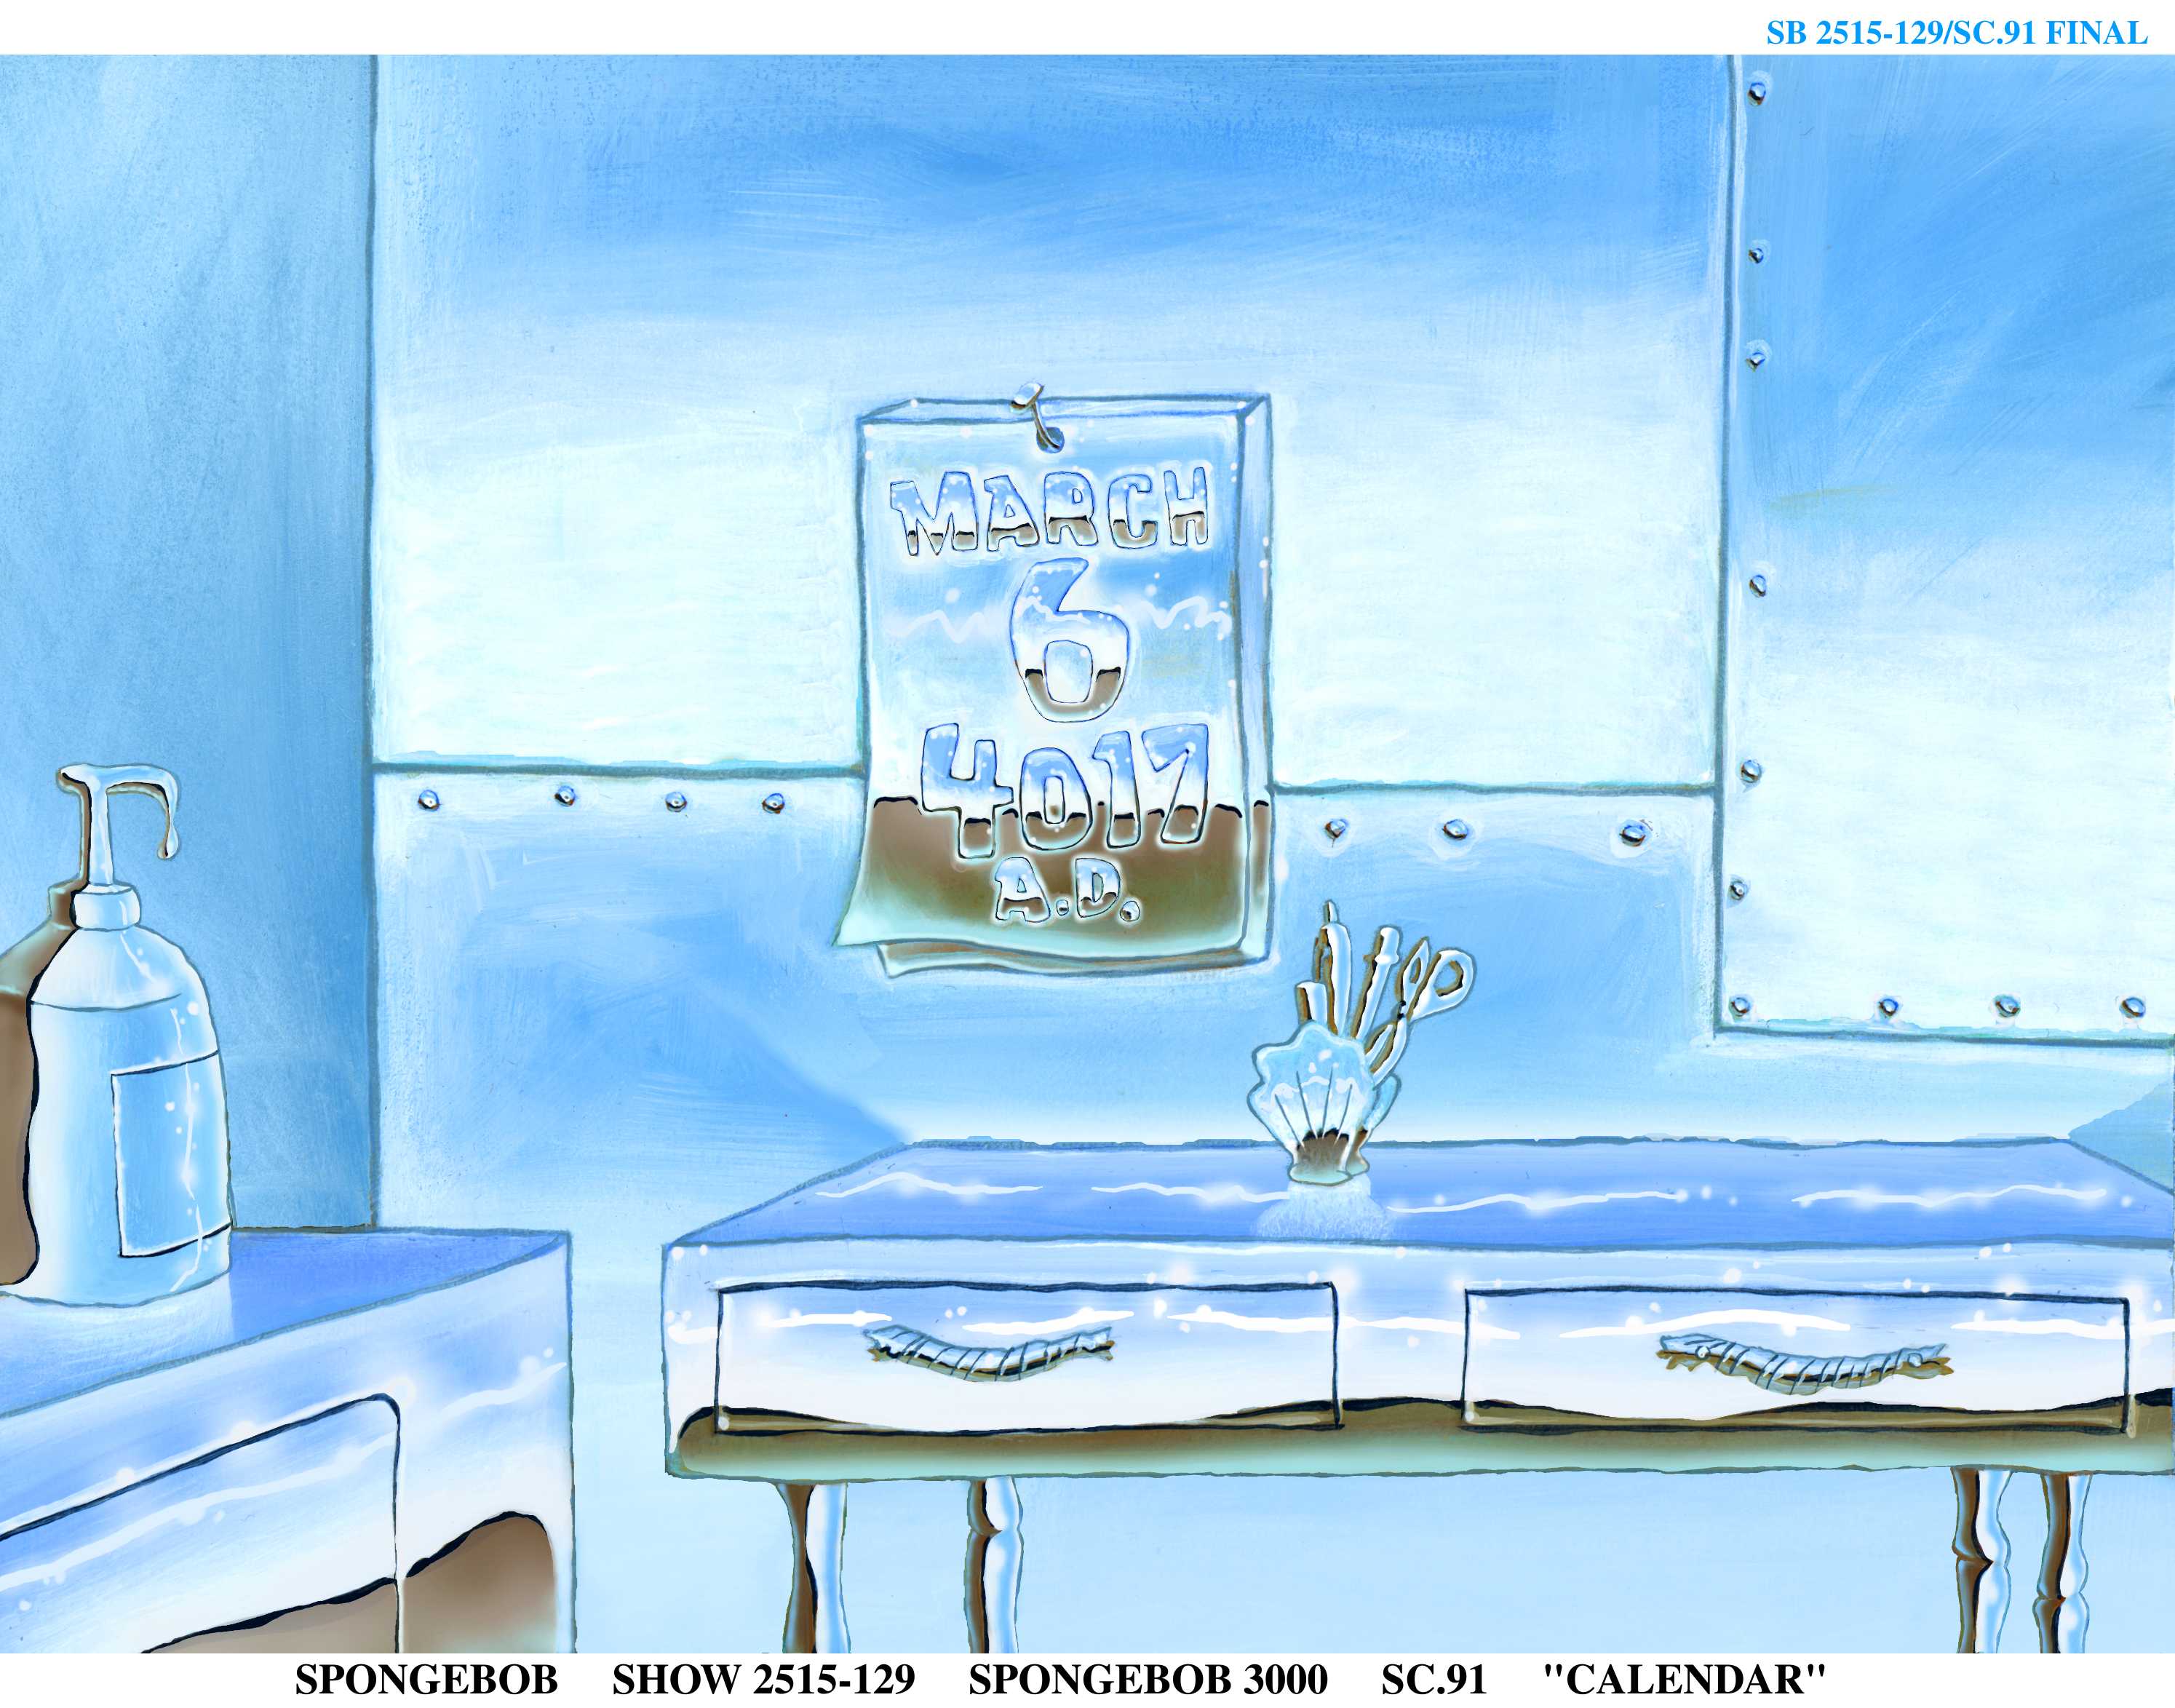 SB 2515-129/SC.91 FINAL
MARCH
6
4017
A.D.
SPONGEBOB SHOW 2515-129 SPONGEBOB 3000 SC.91 "CALENDAR"